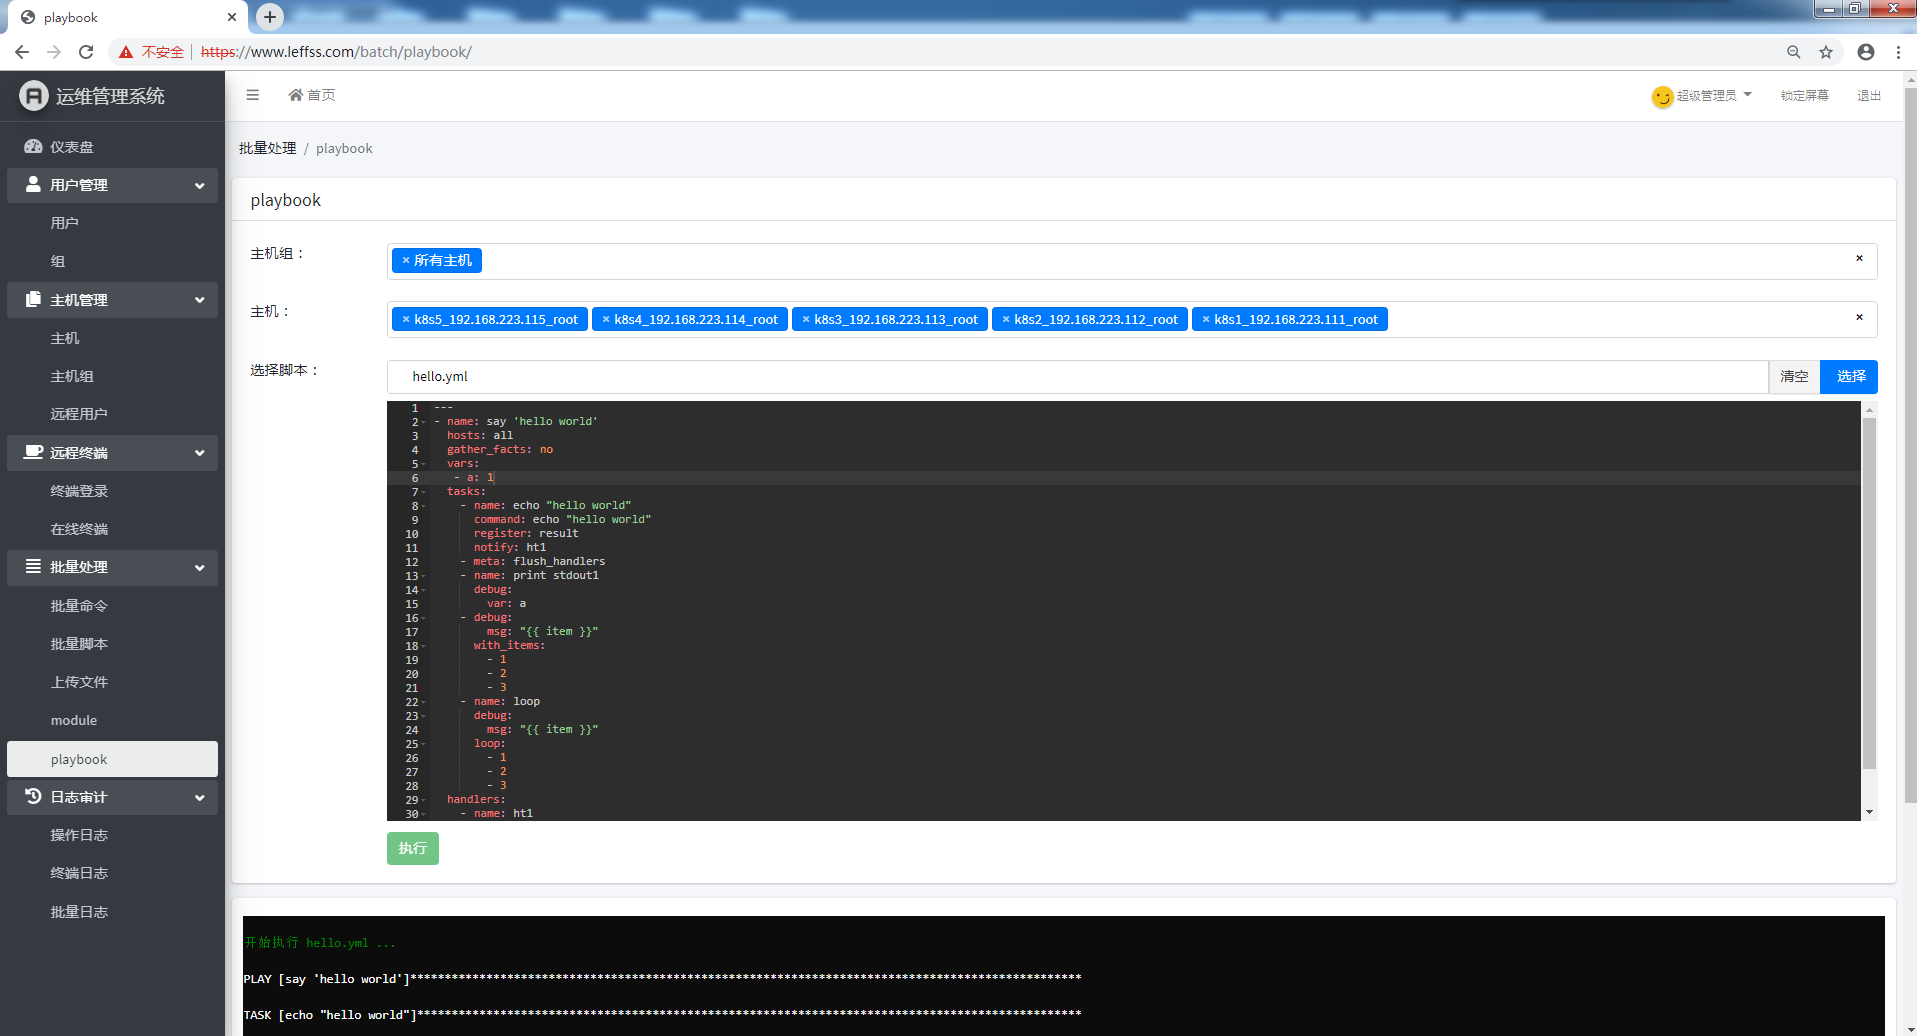 playbook
不安全 https://www.leffss.com/batch/playbook/
运维管理系统
首页
超级管理员
锁定屏幕
退出
仪表盘
用户管理
用户
组
主机管理
主机
主机组
远程用户
远程终端
终端登录
在线终端
批量处理
批量命令
批量脚本
上传文件
module
playbook
日志审计
操作日志
终端日志
批量日志
批量处理 / playbook
playbook
主机组：
× 所有主机 ×
主机：
× k8s5_192.168.223.115_root × k8s4_192.168.223.114_root × k8s3_192.168.223.113_root × k8s2_192.168.223.112_root × k8s1_192.168.223.111_root ×
选择脚本：
hello.yml 清空 选择
1 ---
2 - name: say 'hello world'
3 hosts: all
4 gather_facts: no
5 vars:
6 - a: 1
7 tasks:
8 - name: echo "hello world"
9 command: echo "hello world"
10 register: result
11 notify: ht1
12 - meta: flush_handlers
13 - name: print stdout1
14 debug:
15 var: a
16 - debug:
17 msg: "{{ item }}"
18 with_items:
19 - 1
20 - 2
21 - 3
22 - name: loop
23 debug:
24 msg: "{{ item }}"
25 loop:
26 - 1
27 - 2
28 - 3
29 handlers:
30 - name: ht1
执行
开始执行 hello.yml ...
PLAY [say 'hello world']*************************************************************************************************
TASK [echo "hello world"]************************************************************************************************